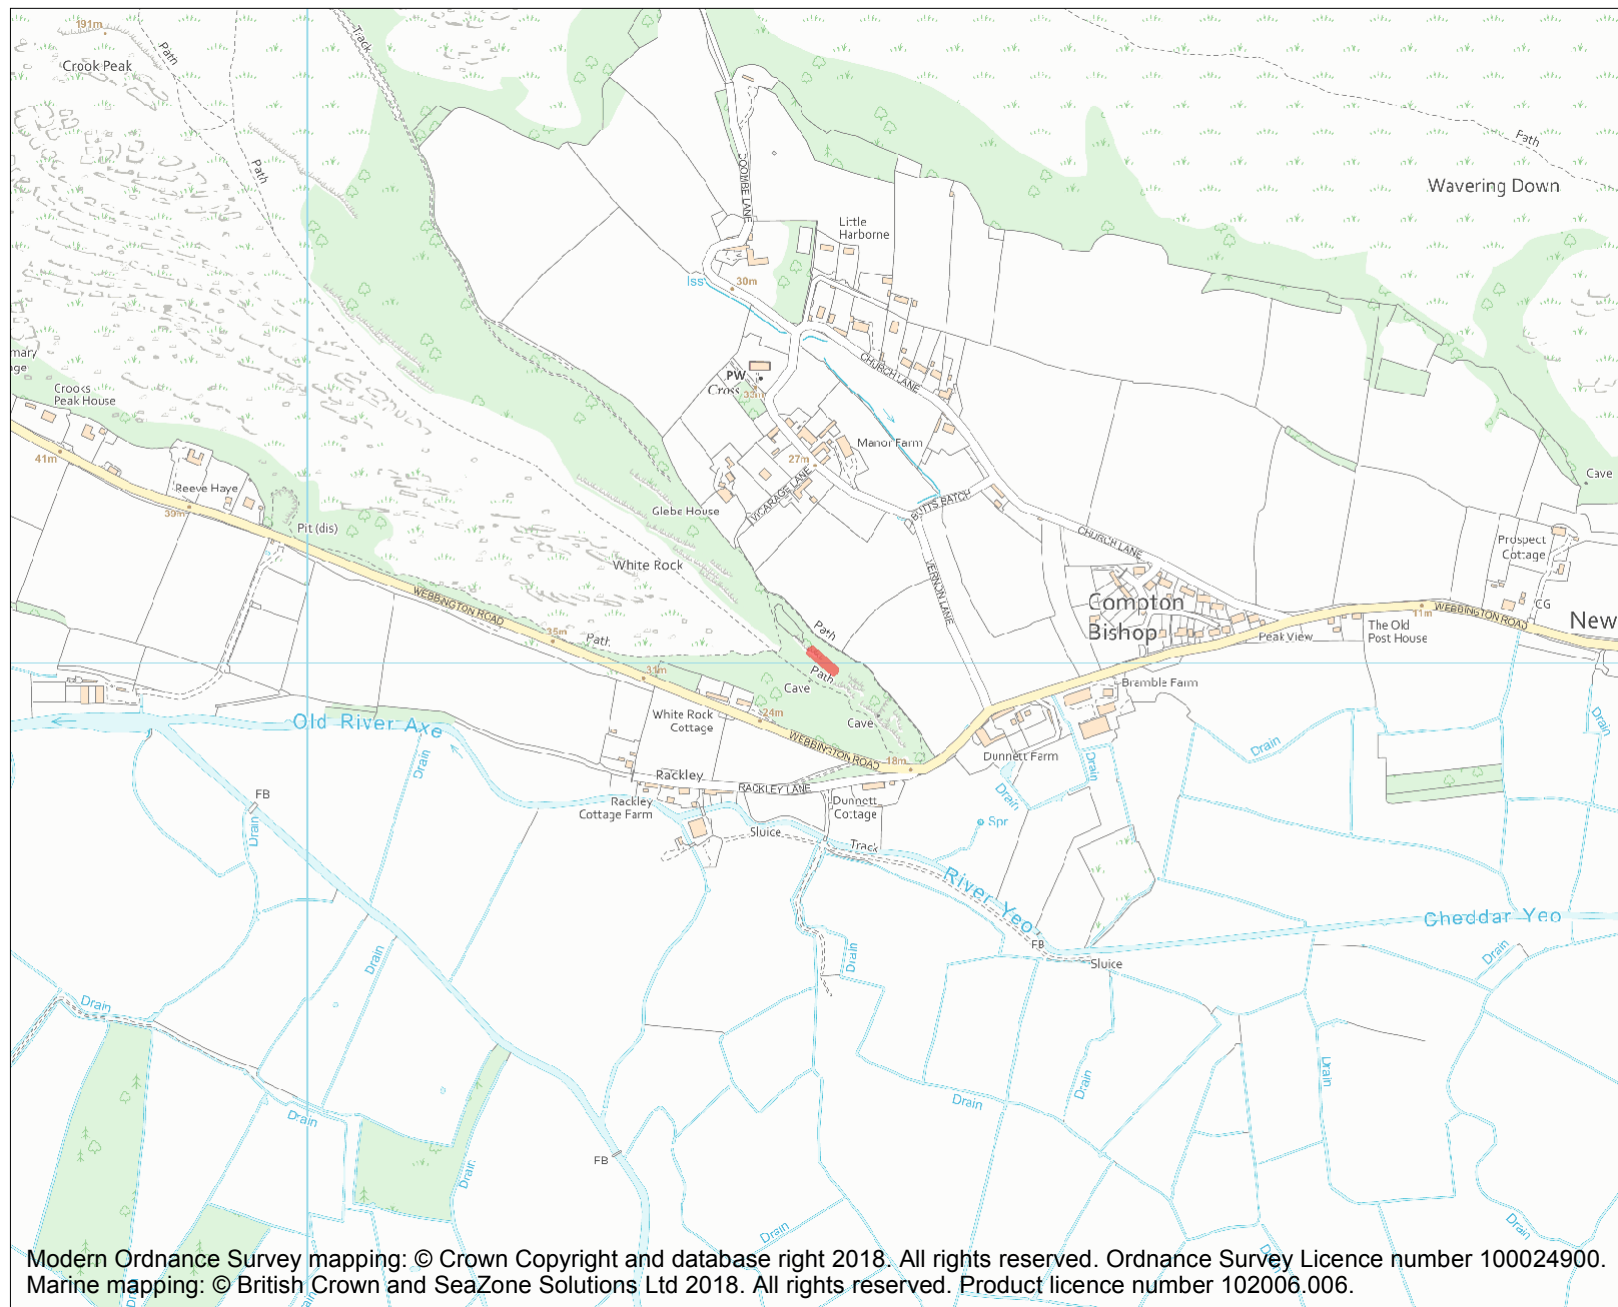 191m
Crook Peak
Path
Track
Path
Path
Wavering Down
COOMBE LANE
Little
Harborne
Iss
30m
CHURCH LANE
PW
Cross
33m
mary
ge
Crooks
Peak House
41m
Reeve Haye
39m
Pit (dis)
Manor Farm
27m
VICARAGE LANE
Glebe House
BUTTS BATCH
CHURCH LANE
VERNON LANE
White Rock
Cave
Prospect
Cottage
CG
New
WEBBINGTON ROAD
35m
Path
Path
Path
Compton
Bishop
11m
WEBBINGTON ROAD
Peak View
The Old
Post House
31m
Cave
Cave
Bramble Farm
Old River Axe
White Rock
Cottage
24m
WEBBINGTON ROAD
18m
Dunnett Farm
Drain
Drain
Drain
Drain
Drain
Rackley
RACKLEY LANE
Rackley
Cottage Farm
Dunnett
Cottage
Sluice
Track
Spr
FB
Drain
River Yeo
Cheddar Yeo
FB
Sluice
Drain
Drain
Drain
Drain
Drain
Drain
Drain
Drain
Drain
FB
Drain
Drain
Drain
Drain
Drain
Drain
Modern Ordnance Survey mapping: © Crown Copyright and database right 2018. All rights reserved. Ordnance Survey Licence number 100024900.
Marine mapping: © British Crown and SeaZone Solutions Ltd 2018. All rights reserved. Product licence number 102006.006.